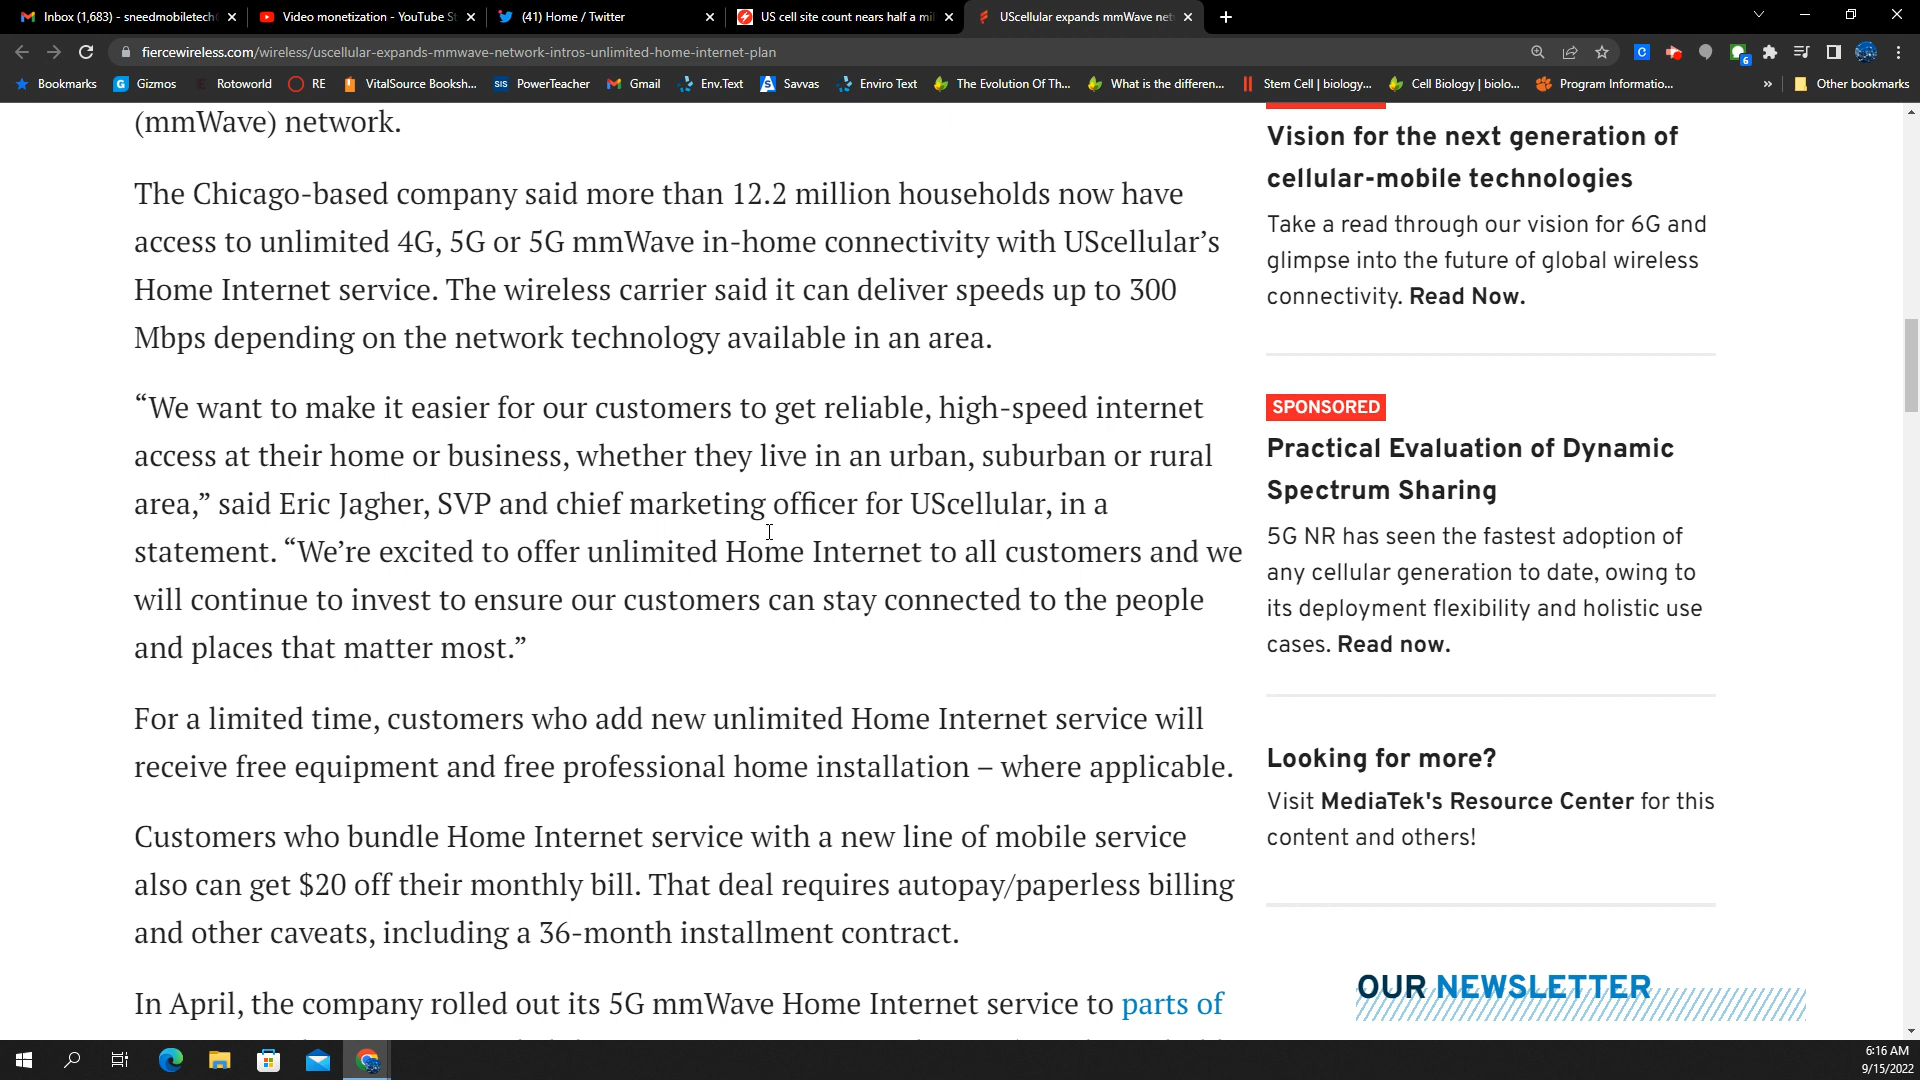 Inbox (1,683) - sneedmobiletech
Video monetization - YouTube S
(41) Home / Twitter
US cell site count nears half a mil
UScellular expands mmWave net
fiercewireless.com/wireless/uscellular-expands-mmwave-network-intros-unlimited-home-internet-plan
Bookmarks
Gizmos
Rotoworld
RE
VitalSource Booksh...
SIS PowerTeacher
Gmail
Env.Text
Savvas
Enviro Text
The Evolution Of Th...
What is the differen...
Stem Cell | biology...
Cell Biology | biolo...
Program Informatio...
»
Other bookmarks
(mmWave) network.
The Chicago-based company said more than 12.2 million households now have
access to unlimited 4G, 5G or 5G mmWave in-home connectivity with UScellular’s
Home Internet service. The wireless carrier said it can deliver speeds up to 300
Mbps depending on the network technology available in an area.
“We want to make it easier for our customers to get reliable, high-speed internet
access at their home or business, whether they live in an urban, suburban or rural
area,” said Eric Jagher, SVP and chief marketing officer for UScellular, in a
statement. “We’re excited to offer unlimited Home Internet to all customers and we
will continue to invest to ensure our customers can stay connected to the people
and places that matter most.”
For a limited time, customers who add new unlimited Home Internet service will
receive free equipment and free professional home installation – where applicable.
Customers who bundle Home Internet service with a new line of mobile service
also can get $20 off their monthly bill. That deal requires autopay/paperless billing
and other caveats, including a 36-month installment contract.
In April, the company rolled out its 5G mmWave Home Internet service to parts of
Vision for the next generation of
cellular-mobile technologies
Take a read through our vision for 6G and
glimpse into the future of global wireless
connectivity. Read Now.
SPONSORED
Practical Evaluation of Dynamic
Spectrum Sharing
5G NR has seen the fastest adoption of
any cellular generation to date, owing to
its deployment flexibility and holistic use
cases. Read now.
Looking for more?
Visit MediaTek's Resource Center for this
content and others!
OUR NEWSLETTER
6:16 AM
9/15/2022